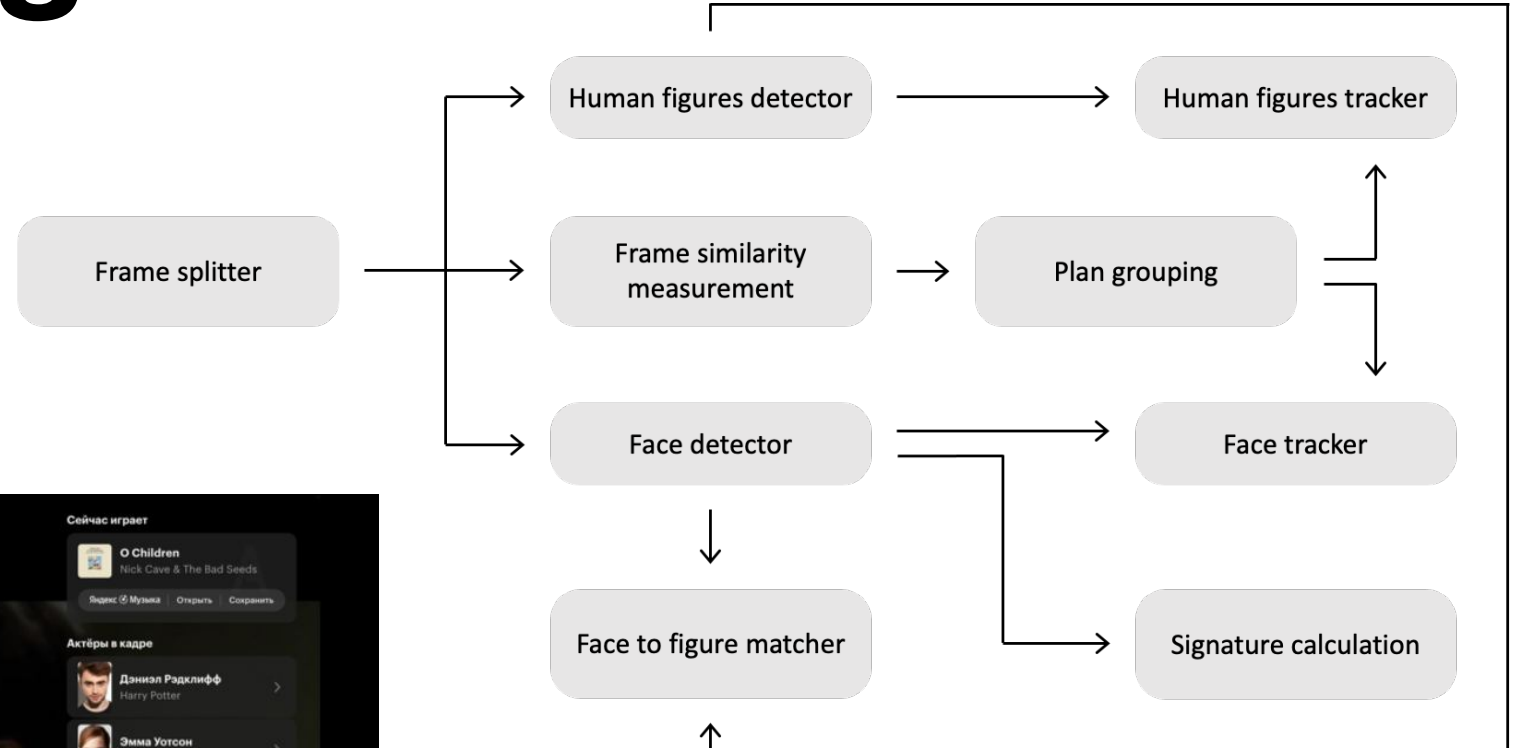 Human figures detector
Human figures tracker
Frame splitter
Frame similarity
measurement
Plan grouping
Face detector
Face tracker
Face to figure matcher
Signature calculation
Сейчас играет
O Children
Nick Cave & The Bad Seeds
Яндекс Музыка
Открыть
Сохранить
Актёры в кадре
Дэниэл Рэдклифф
Harry Potter
Эмма Уотсон